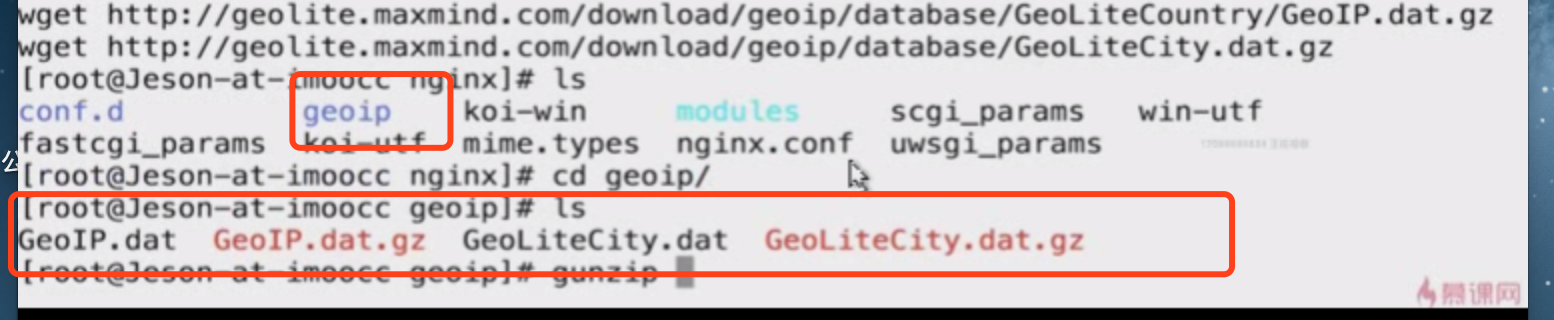 wget http://geolite.maxmind.com/download/geoip/database/GeoLiteCountry/GeoIP.dat.gz
wget http://geolite.maxmind.com/download/geoip/database/GeoLiteCity.dat.gz
[root@Jeson-at-imoocc nginx]# ls
conf.d geoip koi-win modules scgi_params win-utf
fastcgi_params koi-utf mime.types nginx.conf uwsgi_params
[root@Jeson-at-imoocc nginx]# cd geoip/
[root@Jeson-at-imoocc geoip]# ls
GeoIP.dat GeoIP.dat.gz GeoLiteCity.dat GeoLiteCity.dat.gz
[root@Jeson-at-imoocc geoip]# gunzip
慕课网